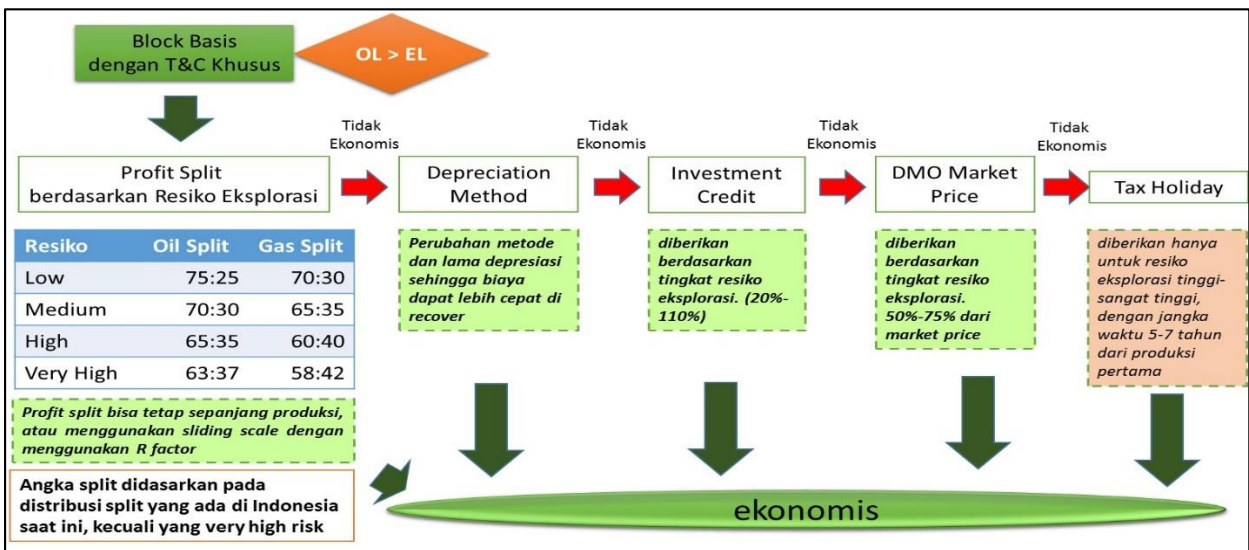 Block Basis
dengan T&C Khusus
OL > EL
Tidak
Ekonomis
Tidak
Ekonomis
Tidak
Ekonomis
Tidak
Ekonomis
Profit Split
berdasarkan Resiko Eksplorasi
Depreciation
Method
Investment
Credit
DMO Market
Price
Tax Holiday
Resiko Oil Split Gas Split
Low 75:25 70:30
Medium 70:30 65:35
High 65:35 60:40
Very High 63:37 58:42
Profit split bisa tetap sepanjang produksi,
atau menggunakan sliding scale dengan
menggunakan R factor
Angka split didasarkan pada
distribusi split yang ada di Indonesia
saat ini, kecuali yang very high risk
Perubahan metode
dan lama depresiasi
sehingga biaya
dapat lebih cepat di
recover
diberikan
berdasarkan
tingkat resiko
eksplorasi. (20%-
110%)
diberikan
berdasarkan
tingkat resiko
eksplorasi.
50%-75% dari
market price
diberikan hanya
untuk resiko
eksplorasi tinggi-
sangat tinggi,
dengan jangka
waktu 5-7 tahun
dari produksi
pertama
ekonomis